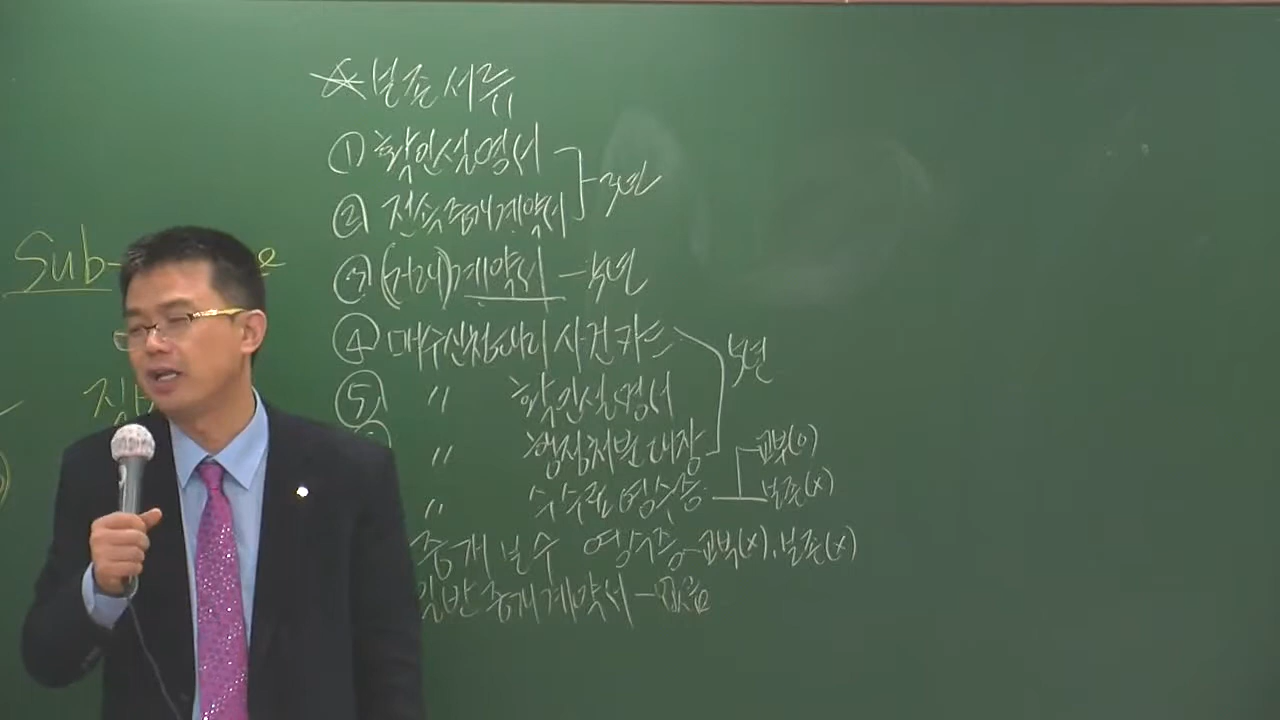 ☆보존서류
① 확인설명서
② 전속중개계약서
3년
③ (거래)계약서 - 5년
④ 매수신청대리 사건카드
⑤ 〃 확인설명서
5년
〃 행정처분대장
〃 수수료 영수증
교부(o)
보존(x)
중개보수 영수증 - 교부(x), 보존(x)
일반중개계약서 - 없음
Sub-